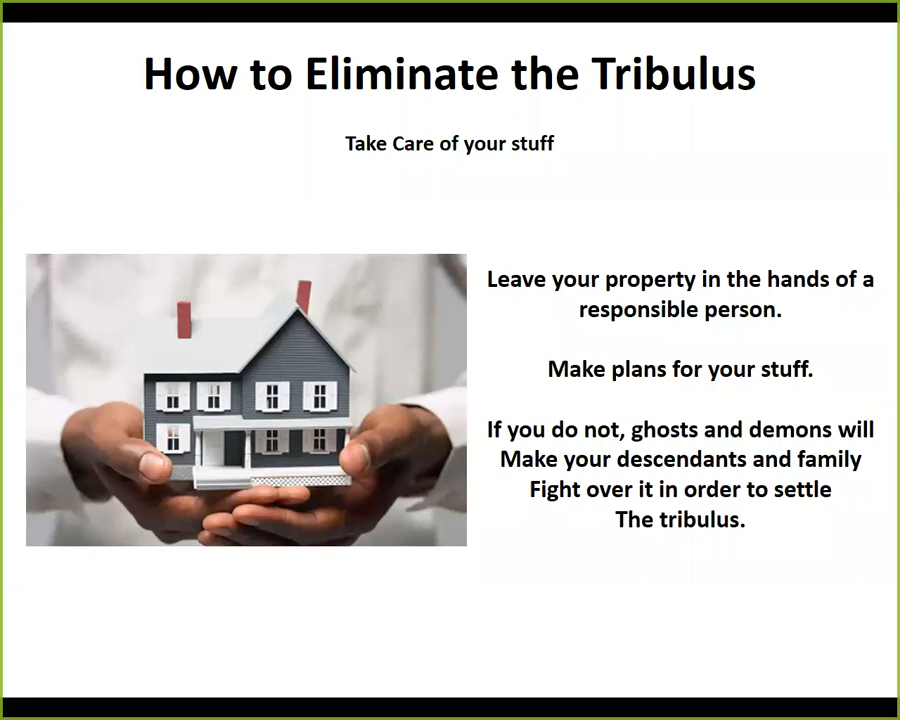 How to Eliminate the Tribulus
Take Care of your stuff
Leave your property in the hands of a
responsible person.
Make plans for your stuff.
If you do not, ghosts and demons will
Make your descendants and family
Fight over it in order to settle
The tribulus.